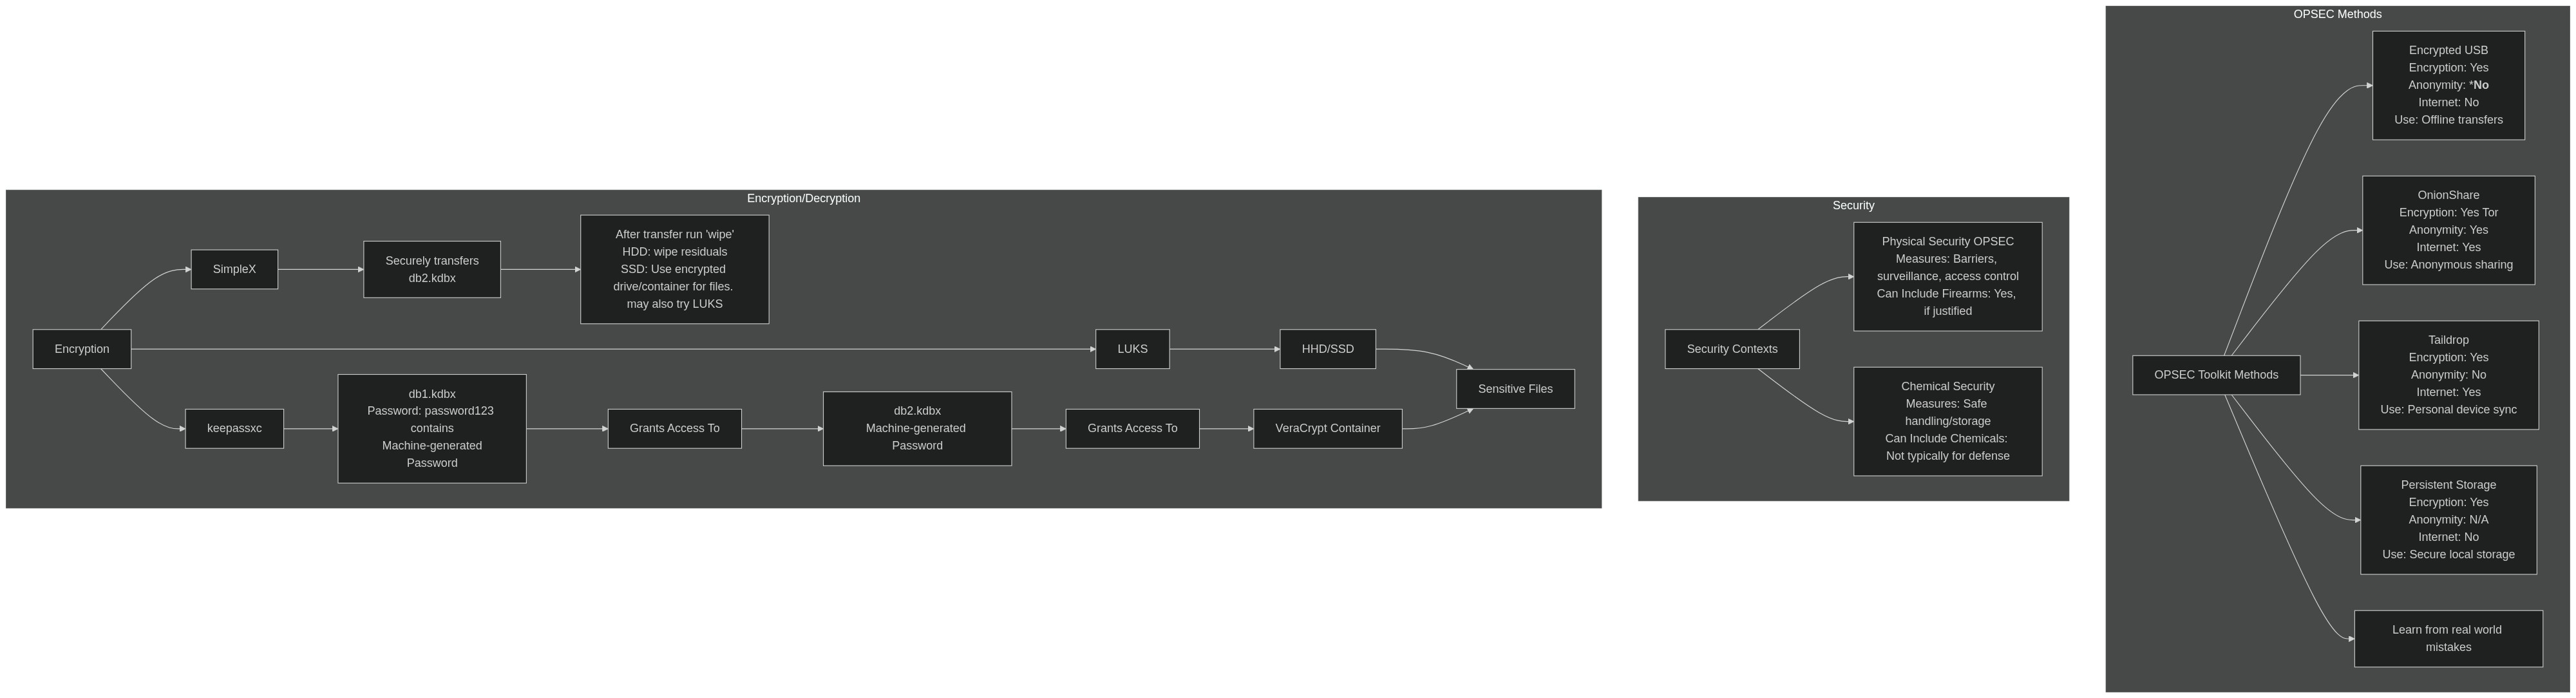 Encryption/Decryption
Encryption
SimpleX
Securely transfers
db2.kdbx
After transfer run 'wipe'
HDD: wipe residuals
SSD: Use encrypted
drive/container for files.
may also try LUKS
LUKS
HHD/SSD
Sensitive Files
keepassxc
db1.kdbx
Password: password123
contains
Machine-generated
Password
Grants Access To
db2.kdbx
Machine-generated
Password
Grants Access To
VeraCrypt Container
Security
Security Contexts
Physical Security OPSEC
Measures: Barriers,
surveillance, access control
Can Include Firearms: Yes,
if justified
Chemical Security
Measures: Safe
handling/storage
Can Include Chemicals:
Not typically for defense
OPSEC Methods
OPSEC Toolkit Methods
Encrypted USB
Encryption: Yes
Anonymity: *No
Internet: No
Use: Offline transfers
OnionShare
Encryption: Yes Tor
Anonymity: Yes
Internet: Yes
Use: Anonymous sharing
Taildrop
Encryption: Yes
Anonymity: No
Internet: Yes
Use: Personal device sync
Persistent Storage
Encryption: Yes
Anonymity: N/A
Internet: No
Use: Secure local storage
Learn from real world
mistakes